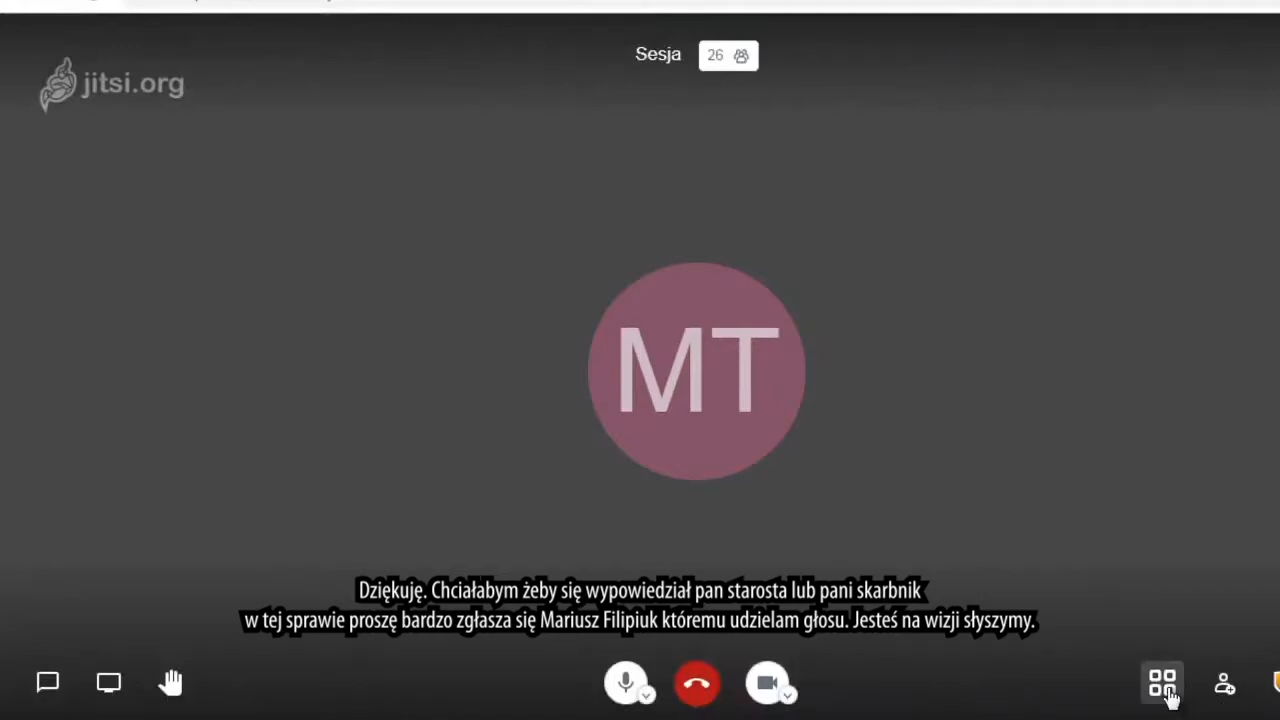 Sesja 26
jitsi.org
MT
Dziękuję. Chciałabym żeby się wypowiedział pan starosta lub pani skarbnik
w tej sprawie proszę bardzo zgłasza się Mariusz Filipiuk któremu udzielam głosu. Jesteś na wizji słyszymy.